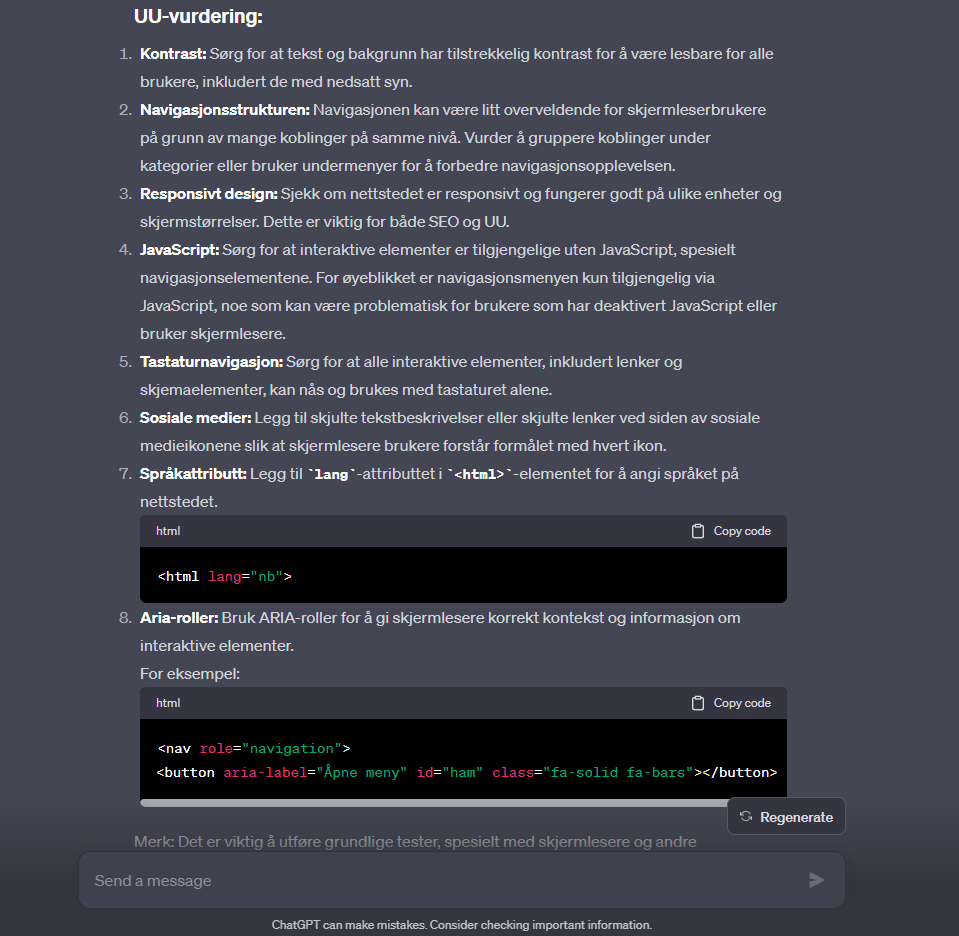 UU-vurdering:
1. Kontrast: Sørg for at tekst og bakgrunn har tilstrekkelig kontrast for å være lesbare for alle
brukere, inkludert de med nedsatt syn.
2. Navigasjonsstrukturen: Navigasjonen kan være litt overveldende for skjermleserbrukere
på grunn av mange koblinger på samme nivå. Vurder å gruppere koblinger under
kategorier eller bruker undermenyer for å forbedre navigasjonsopplevelsen.
3. Responsivt design: Sjekk om nettstedet er responsivt og fungerer godt på ulike enheter og
skjermstørrelser. Dette er viktig for både SEO og UU.
4. JavaScript: Sørg for at interaktive elementer er tilgjengelige uten JavaScript, spesielt
navigasjonselementene. For øyeblikket er navigasjonsmenyen kun tilgjengelig via
JavaScript, noe som kan være problematisk for brukere som har deaktivert JavaScript eller
bruker skjermlesere.
5. Tastaturnavigasjon: Sørg for at alle interaktive elementer, inkludert lenker og
skjemaelementer, kan nås og brukes med tastaturet alene.
6. Sosiale medier: Legg til skjulte tekstbeskrivelser eller skjulte lenker ved siden av sosiale
medieikonene slik at skjermlesere brukere forstår formålet med hvert ikon.
7. Språkattributt: Legg til `lang`-attributtet i `<html>`-elementet for å angi språket på
nettstedet.
html Copy code
<html lang="nb">
8. Aria-roller: Bruk ARIA-roller for å gi skjermlesere korrekt kontekst og informasjon om
interaktive elementer.
For eksempel:
html Copy code
<nav role="navigation">
<button aria-label="Åpne meny" id="ham" class="fa-solid fa-bars"></button>
Regenerate
Merk: Det er viktig å utføre grundlige tester, spesielt med skjermlesere og andre
Send a message
ChatGPT can make mistakes. Consider checking important information.